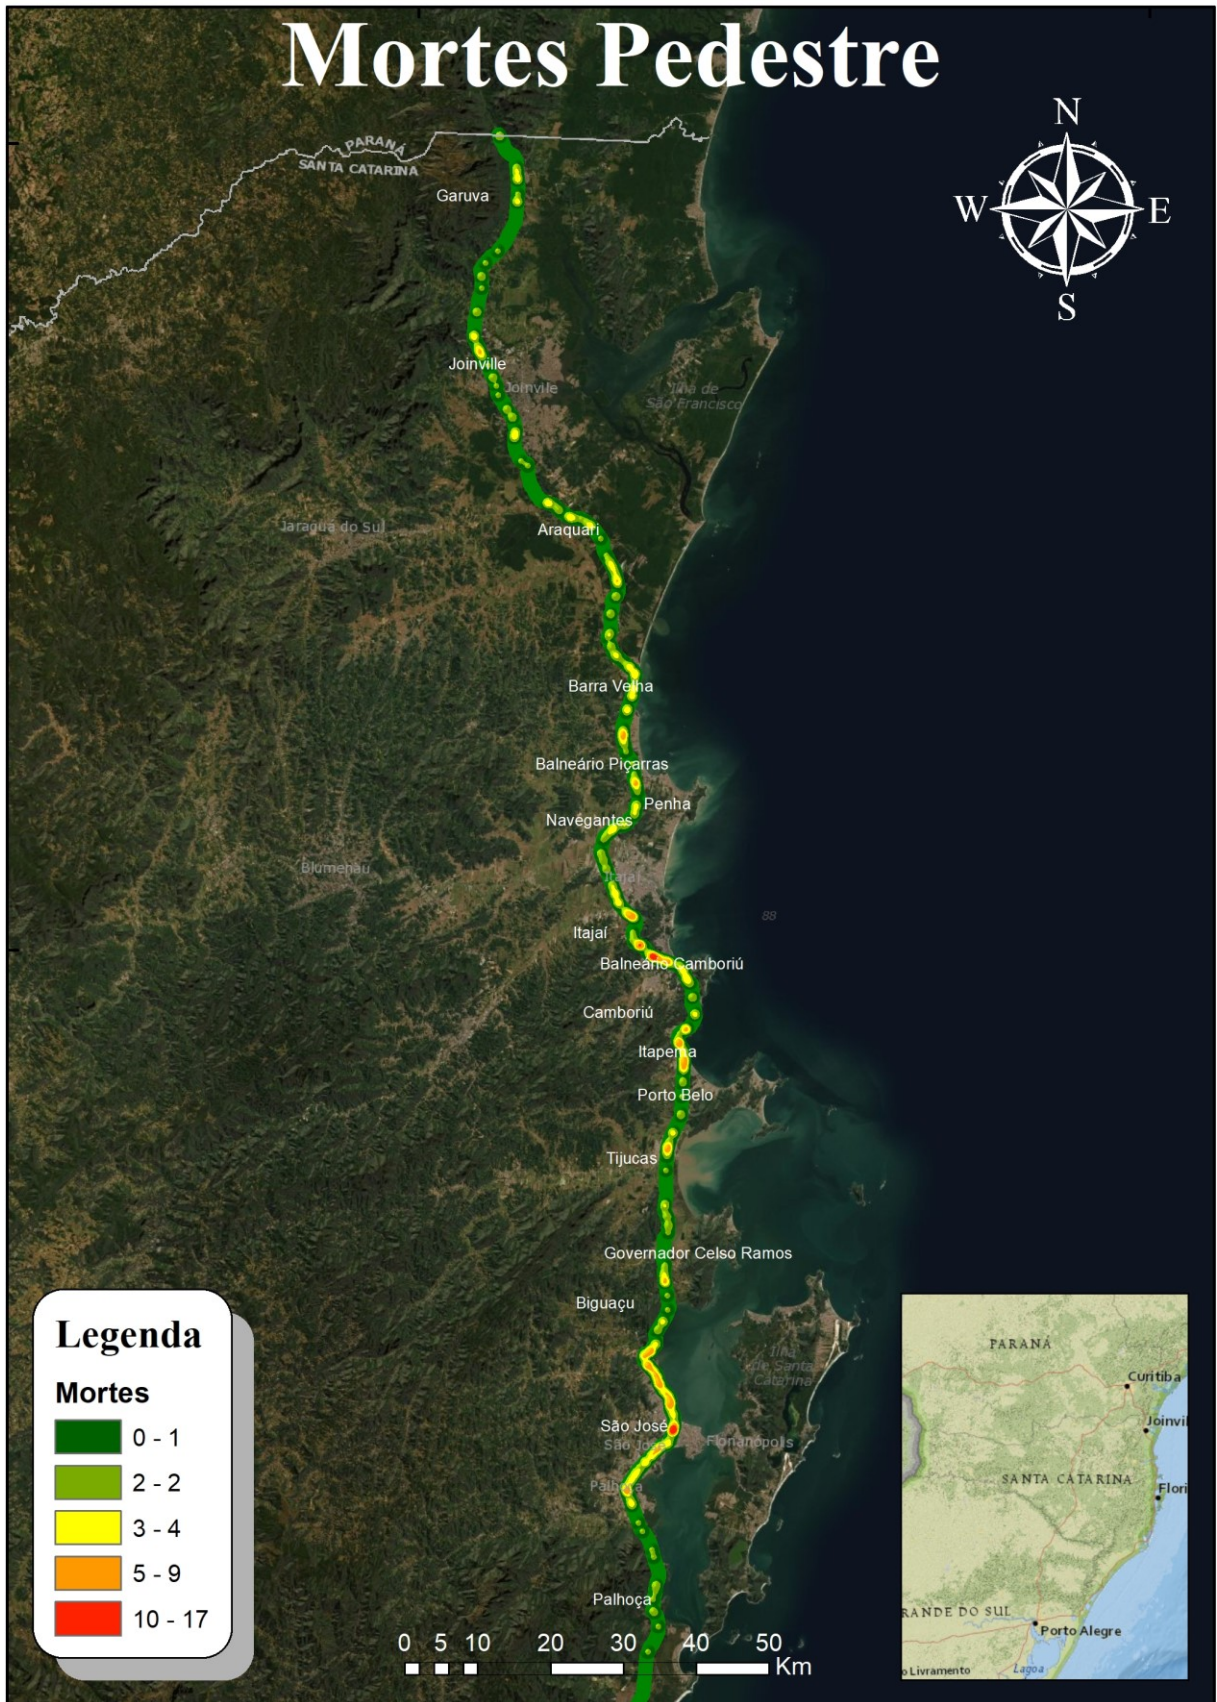 Mortes Pedestre
N
W
E
S
PARANÁ
SANTA CATARINA
Garuva
Joinville
Joinvile
Ilha de
São Francisco
Jaraguá do Sul
Araquari
Barra Velha
Balneário Piçarras
Penha
Navegantes
Blumenau
Itajaí
88
Itajaí
Balneário Camboriú
Camboriú
Itapema
Porto Belo
Tijucas
Governador Celso Ramos
Biguaçu
Ilha
de Santa
Catarina
São José
São José
Florianópolis
Palhoça
Palhoça
Legenda
Mortes
0 - 1
2 - 2
3 - 4
5 - 9
10 - 17
0 5 10 20 30 40 50
Km
PARANÁ
Curitiba
Joinvil
SANTA CATARINA
Flori
RANDE DO SUL
Porto Alegre
o Livramento
Lagoa